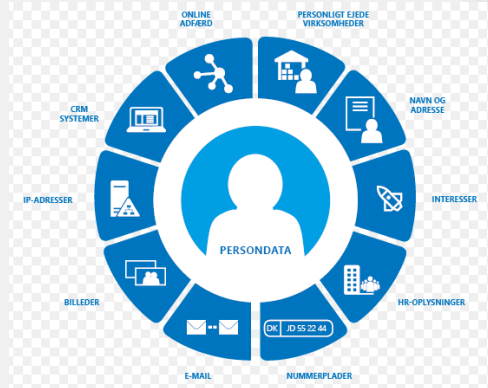 ONLINE
ADFÆRD
PERSONLIGT EJEDE
VIRKSOMHEDER
NAVN OG
ADRESSE
INTERESSER
HR-OPLYSNINGER
DK JD 55 22 44
NUMMERPLADER
E-MAIL
BILLEDER
IP-ADRESSER
CRM
SYSTEMER
PERSONDATA